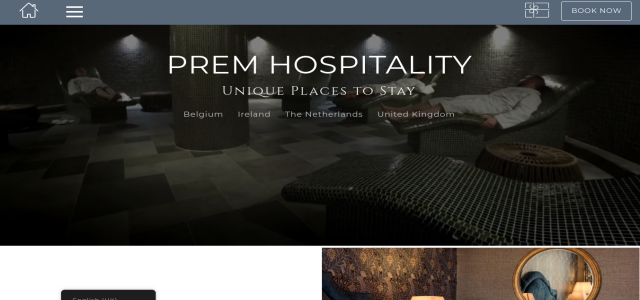 BOOK NOW
PREM HOSPITALITY
Unique Places to Stay
Belgium Ireland The Netherlands United Kingdom